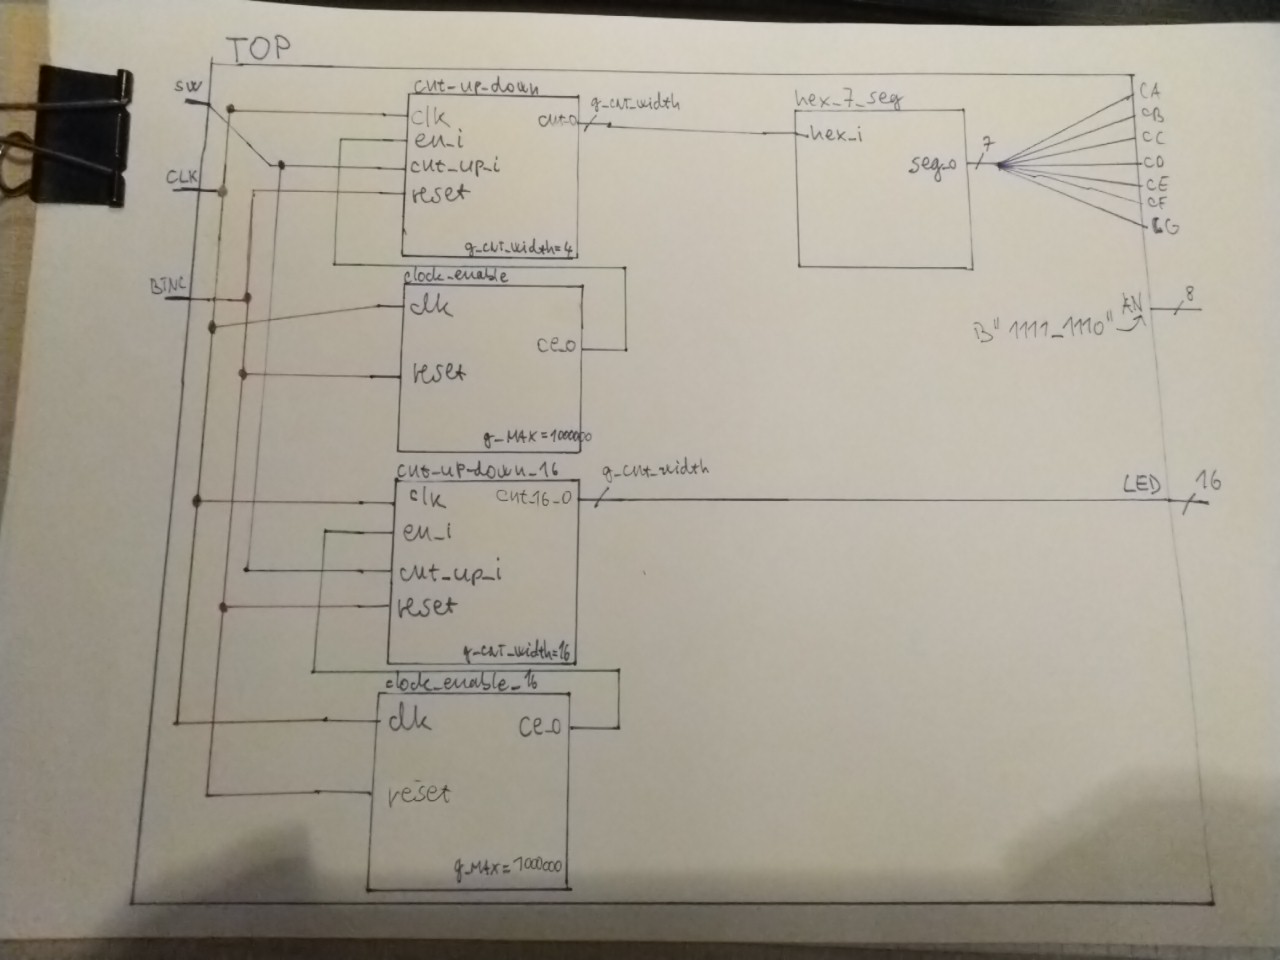 TOP
SW
CLK
BTNC
cnt_up_down
clk
en_i
cnt_up_i
reset
cnt_o
g_CNT_width
g_CNT_width=4
hex_7_seg
hex_i
seg_o
7
CA
CB
CC
CD
CE
CF
CG
AN
8
B"1111_1110"
clock_enable
clk
reset
ce_o
g_MAX=1000000
cnt_up_down_16
clk
en_i
cnt_up_i
reset
cnt_16_o
g_cnt_width
g_CNT_width=16
LED
16
clock_enable_16
clk
reset
ce_o
g_MAX=1000000